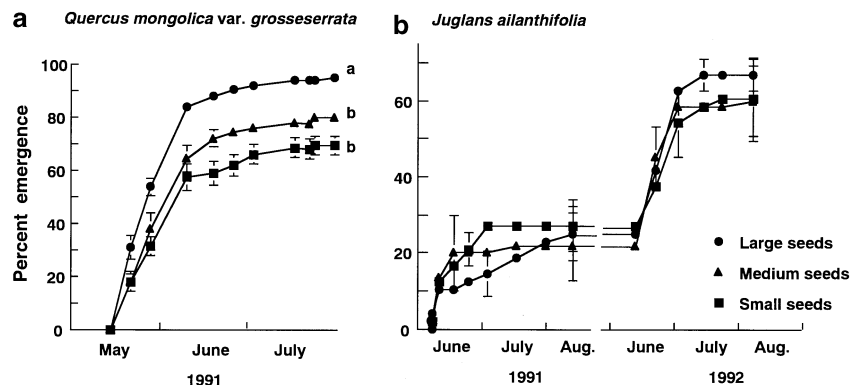 a Quercus mongolica var. grosseserrata
b Juglans ailanthifolia
Percent emergence
100
80
60
40
20
0
a
b
b
May June July
1991
60
40
20
0
Large seeds
Medium seeds
Small seeds
June July Aug. June July Aug.
1991 1992